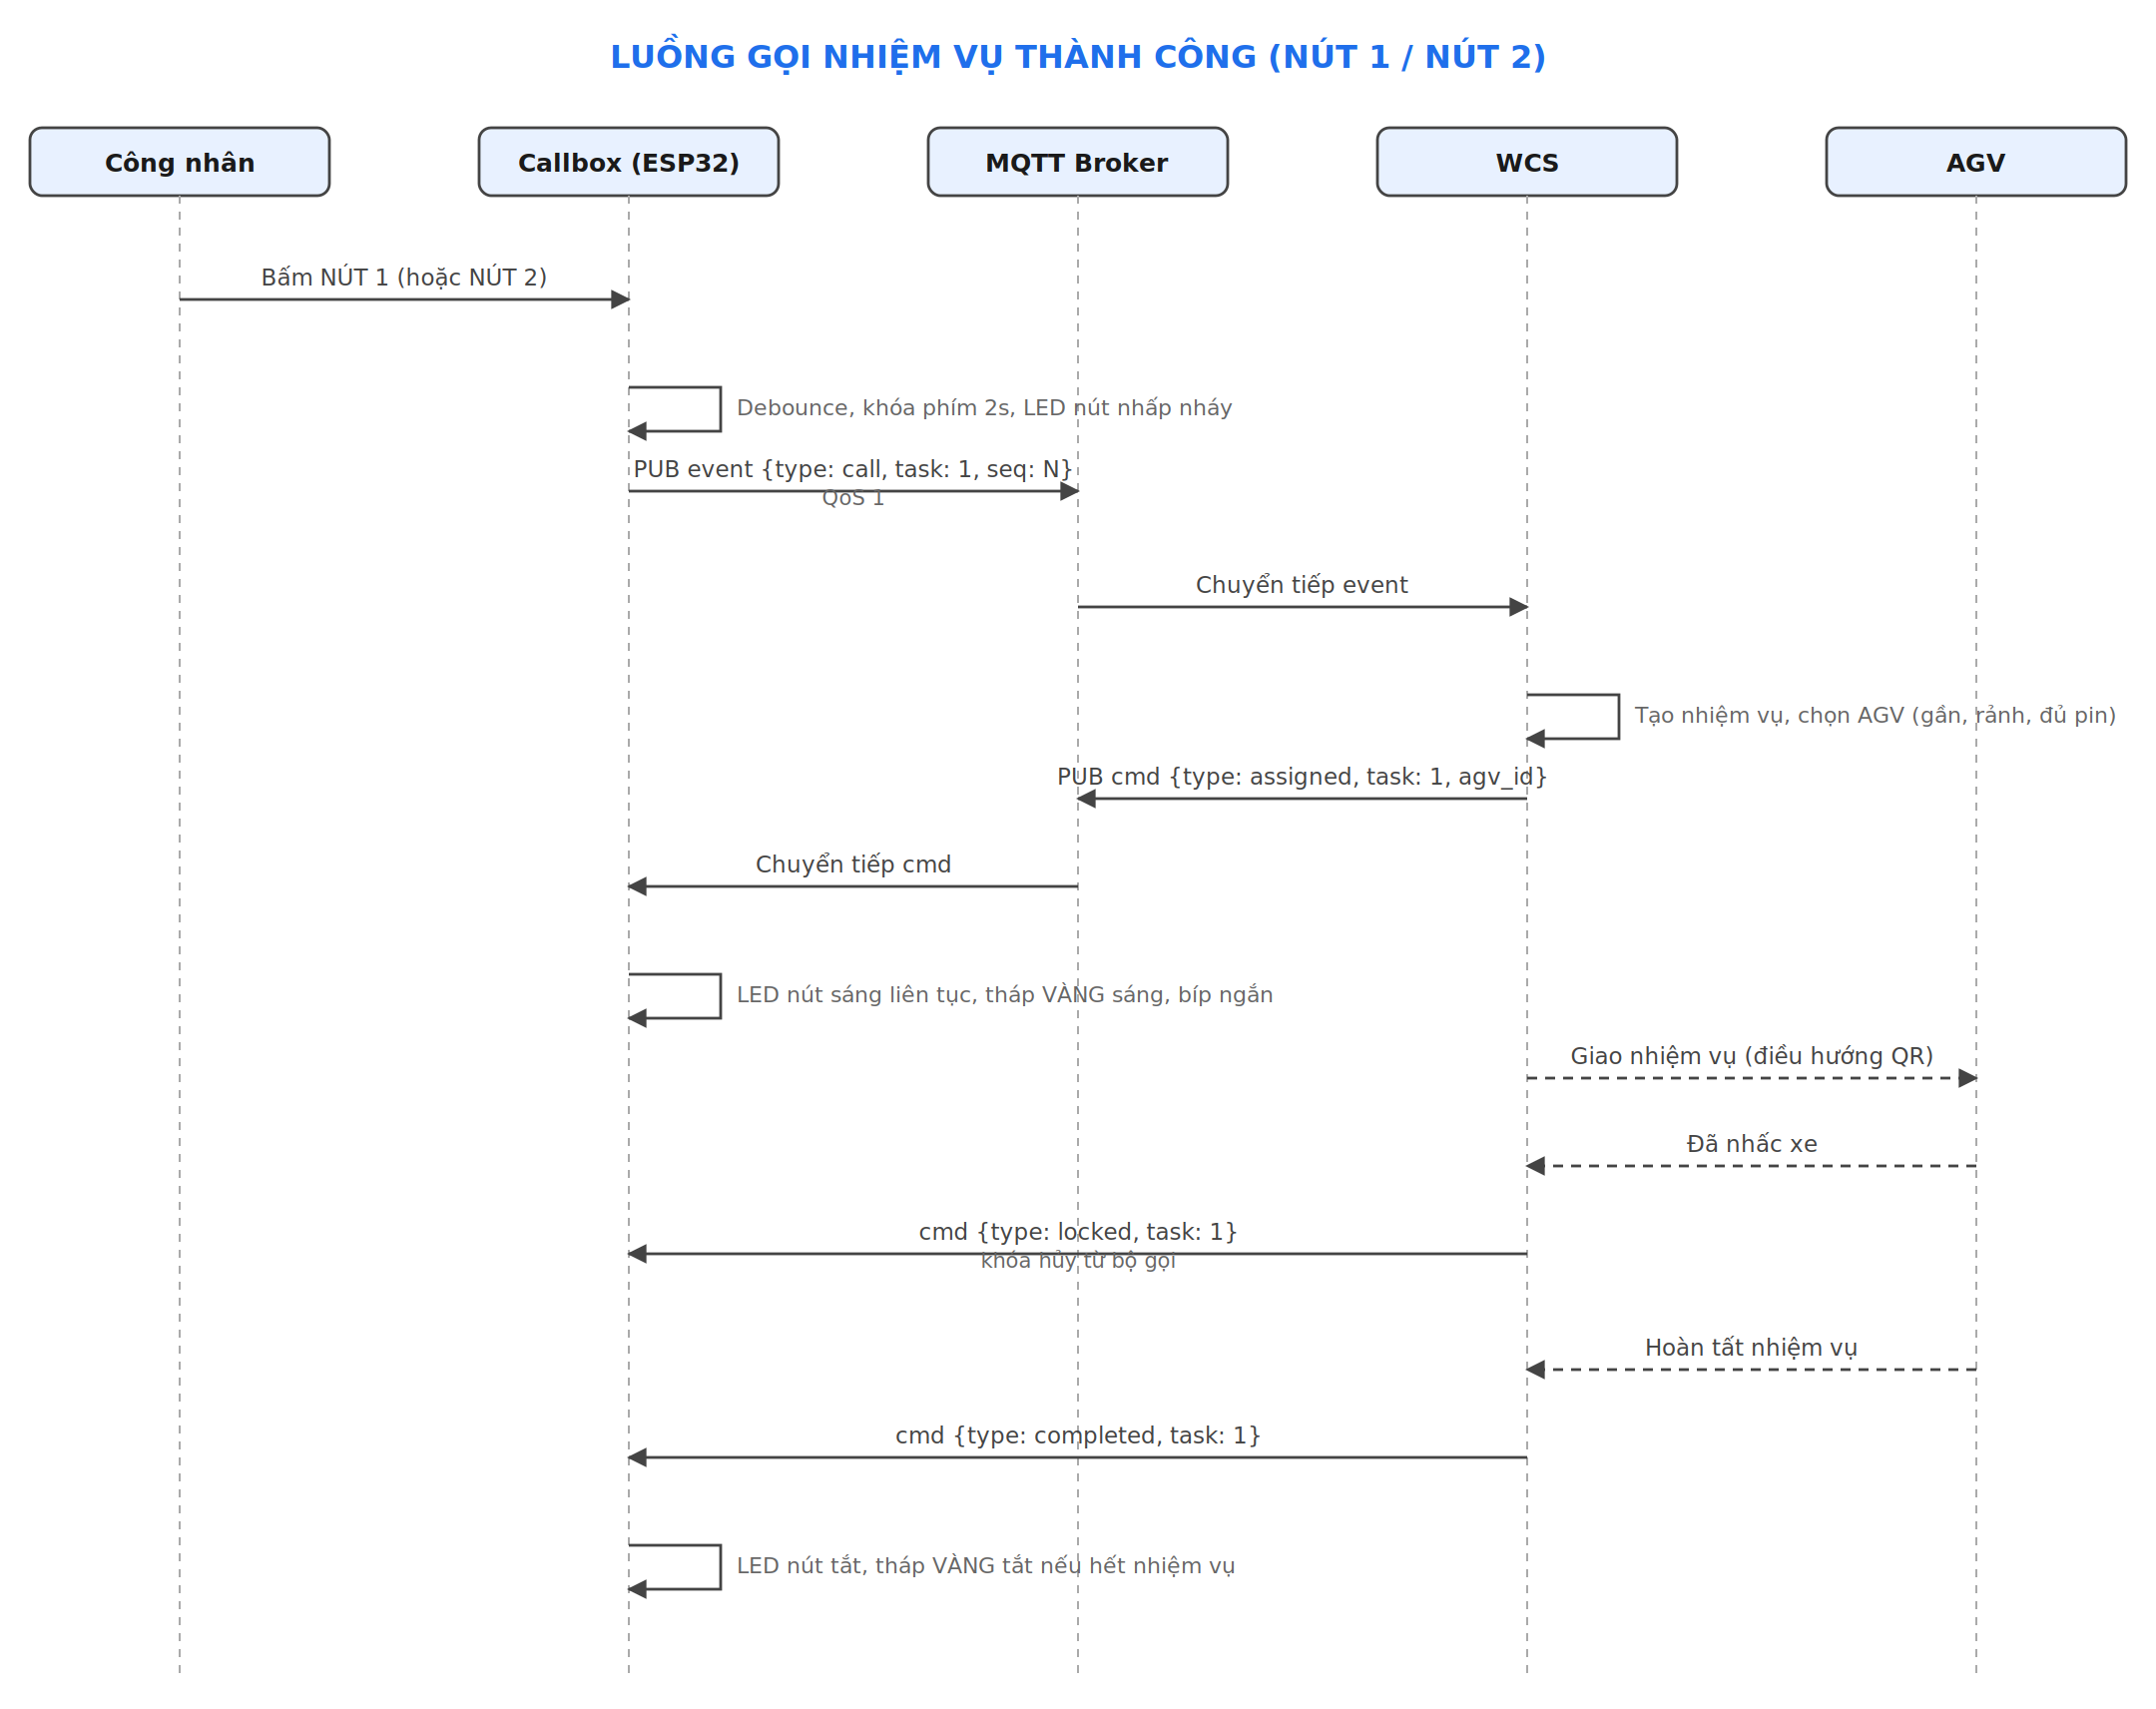 LUỒNG GỌI NHIỆM VỤ THÀNH CÔNG (NÚT 1 / NÚT 2)
Công nhân
Callbox (ESP32)
MQTT Broker
WCS
AGV
Bấm NÚT 1 (hoặc NÚT 2)
Debounce, khóa phím 2s, LED nút nhấp nháy
PUB event {type: call, task: 1, seq: N}
QoS 1
Chuyển tiếp event
Tạo nhiệm vụ, chọn AGV (gần, rảnh, đủ pin)
PUB cmd {type: assigned, task: 1, agv_id}
Chuyển tiếp cmd
LED nút sáng liên tục, tháp VÀNG sáng, bíp ngắn
Giao nhiệm vụ (điều hướng QR)
Đã nhấc xe
cmd {type: locked, task: 1}
khóa hủy từ bộ gọi
Hoàn tất nhiệm vụ
cmd {type: completed, task: 1}
LED nút tắt, tháp VÀNG tắt nếu hết nhiệm vụ